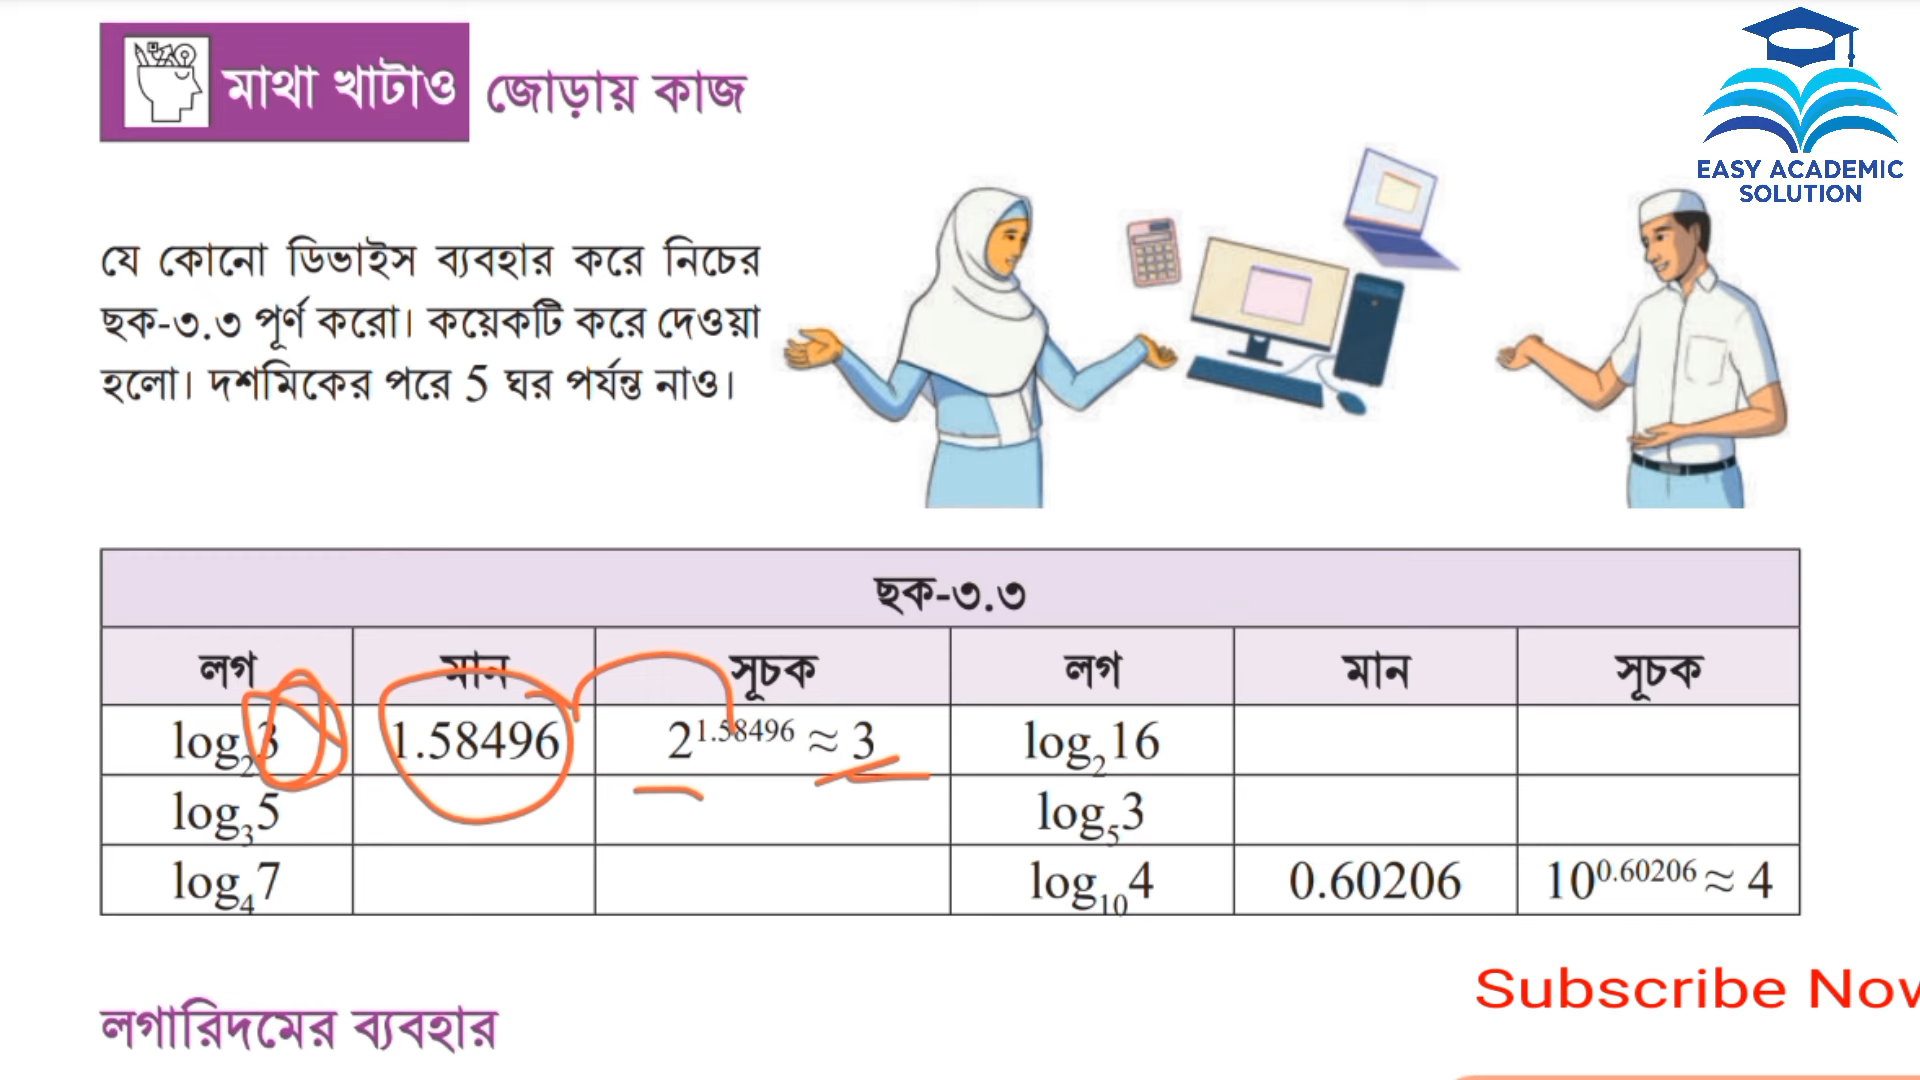 মাথা খাটাও জোড়ায় কাজ
EASY ACADEMIC
SOLUTION
যে কোনো ডিভাইস ব্যবহার করে নিচের
ছক-৩.৩ পূর্ণ করো। কয়েকটি করে দেওয়া
হলো। দশমিকের পরে 5 ঘর পর্যন্ত নাও।
ছক-৩.৩
লগ মান সূচক লগ মান সূচক
log₂3 1.58496 2^1.58496 ≈ 3 log₂16
log₃5 log₅3
log₄7 log₁₀4 0.60206 10^0.60206 ≈ 4
Subscribe Now
লগারিদমের ব্যবহার